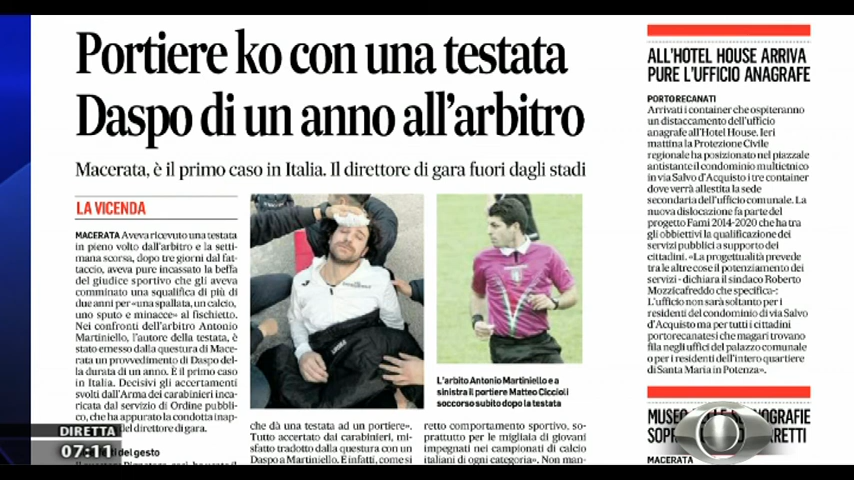 Portiere ko con una testata
Daspo di un anno all'arbitro
Macerata, è il primo caso in Italia. Il direttore di gara fuori dagli stadi
LA VICENDA
MACERATA Aveva ricevuto una testata
in pieno volto dall'arbitro e la setti-
mana scorsa, dopo tre giorni dal fat-
taccio, aveva pure incassato la beffa
del giudice sportivo che gli aveva
comminato una squalifica di più di
due anni per «una spallata, un calcio,
uno sputo e minacce» al fischietto.
Nei confronti dell'arbitro Antonio
Martiniello, l'autore della testata, è
stato emesso dalla questura di Mace-
rata un provvedimento di Daspo del-
la durata di un anno. È il primo caso
in Italia. Decisivi gli accertamenti
svolti dall'Arma dei carabinieri inca-
ricata dal servizio di Ordine pubbli-
co, che ha appurato la condotta inap-
del direttore di gara.
del gesto
L'arbito Antonio Martiniello e a
sinistra il portiere Matteo Ciccioli
soccorso subito dopo la testata
che dà una testata ad un portiere».
Tutto accertato dai carabinieri, mi-
sfatto tradotto dalla questura con un
Daspo a Martiniello. E infatti, come si
retto comportamento sportivo, so-
prattutto per le migliaia di giovani
impegnati nei campionati di calcio
italiani di ogni categoria». Non man-
ALL'HOTEL HOUSE ARRIVA
PURE L'UFFICIO ANAGRAFE
PORTO RECANATI
Arrivati i container che ospiteranno
un distaccamento dell'ufficio
anagrafe all'Hotel House. Ieri
mattina la Protezione Civile
regionale ha posizionato nel piazzale
antistante il condominio multietnico
in via Salvo d'Acquisto i tre container
dove verrà allestita la sede
secondaria dell'ufficio comunale. La
nuova dislocazione fa parte del
progetto Fami 2014-2020 che ha tra
gli obbiettivi la qualificazione dei
servizi pubblici a supporto dei
cittadini. «La progettualità prevede
tra le altre cose il potenziamento dei
servizi - dichiara il sindaco Roberto
Mozzicafreddo che specifica-:
L'ufficio non sarà soltanto per i
residenti del condominio di via Salvo
D'Acquisto ma per tutti i cittadini
portorecanatesi che magari trovano
fila negli uffici del palazzo comunale
o per i residenti dell'intero quartiere
di Santa Maria in Potenza».
MUSEO
SOPR
MACERATA
DIRETTA
07:11